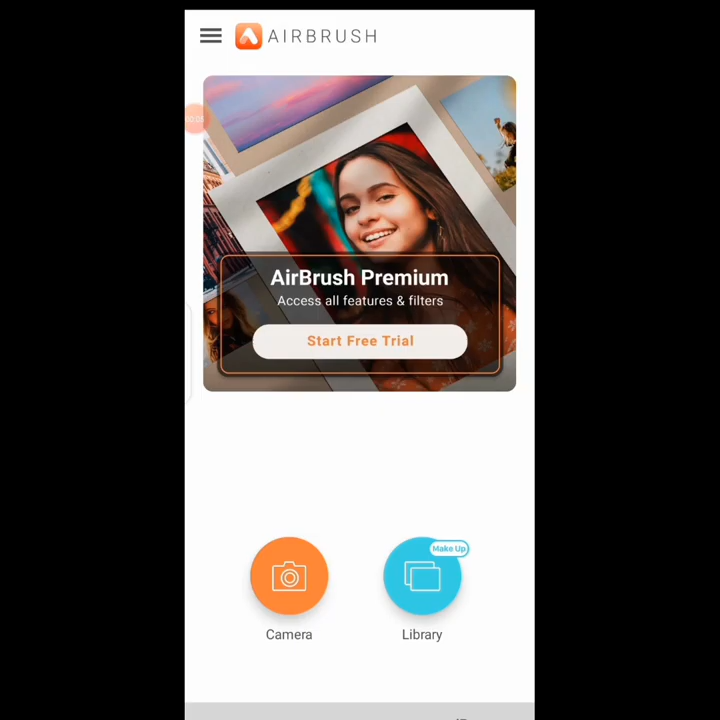 AIRBRUSH
AirBrush Premium
Access all features & filters
Start Free Trial
Make Up
Camera
Library